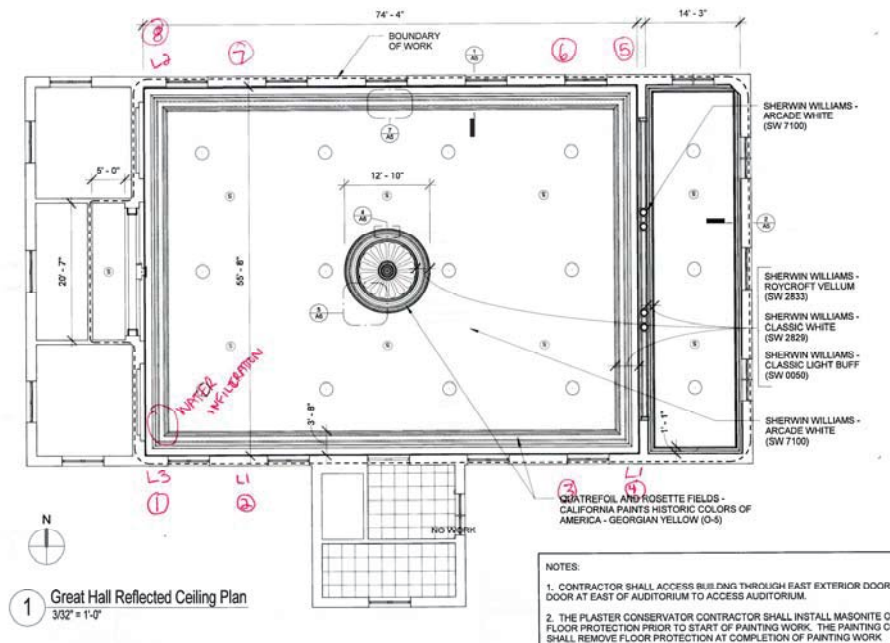 74' - 4"
14' - 3"
8
L2
7
BOUNDARY
OF WORK
1
A5
6
5
SHERWIN WILLIAMS -
ARCADE WHITE
(SW 7100)
7
A5
5'- 0"
12' - 10"
S
S
S
S
4
A6
2
A5
20' - 7"
S
55' - 8"
SHERWIN WILLIAMS -
ROYCROFT VELLUM
(SW 2833)
SHERWIN WILLIAMS -
CLASSIC WHITE
(SW 2829)
SHERWIN WILLIAMS -
CLASSIC LIGHT BUFF
(SW 0050)
A6
S
S
S
S
WATER
INFILTRATION
3' - 8"
1' - 1"
SHERWIN WILLIAMS -
ARCADE WHITE
(SW 7100)
L3
L1
L1
1
2
3
4
QUATREFOIL AND ROSETTE FIELDS -
CALIFORNIA PAINTS HISTORIC COLORS OF
AMERICA - GEORGIAN YELLOW (O-5)
N
NO WORK
1
Great Hall Reflected Ceiling Plan
3/32" = 1'-0"
NOTES:
1. CONTRACTOR SHALL ACCESS BUILDNG THROUGH EAST EXTERIOR DOOR
DOOR AT EAST OF AUDITORIUM TO ACCESS AUDITORIUM.
2. THE PLASTER CONSERVATOR CONTRACTOR SHALL INSTALL MASONITE O
FLOOR PROTECTION PRIOR TO START OF PAINTING WORK. THE PAINTING C
SHALL REMOVE FLOOR PROTECTION AT COMPLETION OF PAINTING WORK